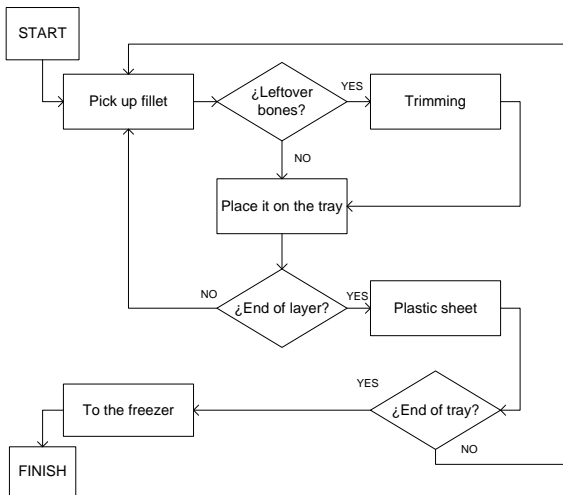 START
Pick up fillet
¿Leftover
bones?
YES
Trimming
NO
Place it on the tray
NO
¿End of layer?
YES
Plastic sheet
YES
To the freezer
¿End of tray?
NO
FINISH